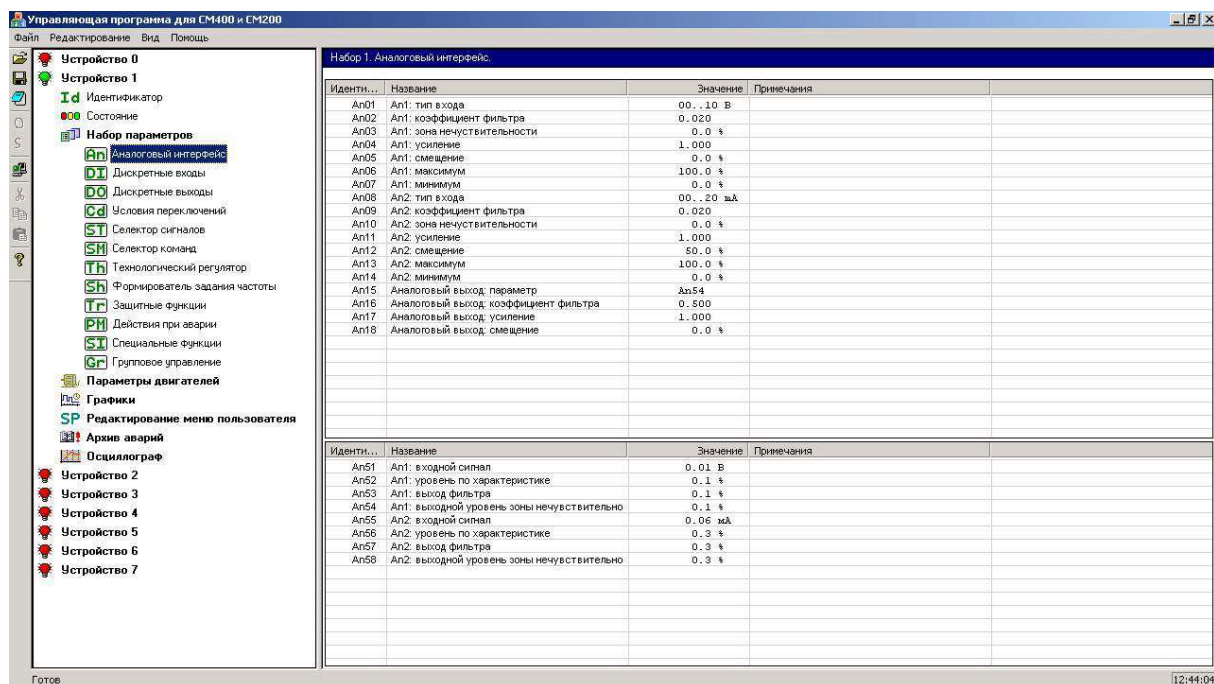 Управляющая программа для СМ400 и СМ200
Файл Редактирование Вид Помощь
Устройство 0
Устройство 1
Id Идентификатор
Состояние
Набор параметров
An Аналоговый интерфейс
DI Дискретные входы
DO Дискретные выходы
Cd Условия переключений
ST Селектор сигналов
SM Селектор команд
Th Технологический регулятор
Sh Формирователь задания частоты
Tr Защитные функции
PM Действия при аварии
SI Специальные функции
Gr Групповое управление
Параметры двигателей
Графики
SP Редактирование меню пользователя
Архив аварий
Осциллограф
Устройство 2
Устройство 3
Устройство 4
Устройство 5
Устройство 6
Устройство 7
Набор 1. Аналоговый интерфейс.
Иденти... Название Значение Примечания
An01 An1: тип входа 00..10 В
An02 An1: коэффициент фильтра 0.020
An03 An1: зона нечуствительности 0.0 %
An04 An1: усиление 1.000
An05 An1: смещение 0.0 %
An06 An1: максимум 100.0 %
An07 An1: минимум 0.0 %
An08 An2: тип входа 00..20 mA
An09 An2: коэффициент фильтра 0.020
An10 An2: зона нечуствительности 0.0 %
An11 An2: усиление 1.000
An12 An2: смещение 50.0 %
An13 An2: максимум 100.0 %
An14 An2: минимум 0.0 %
An15 Аналоговый выход: параметр An54
An16 Аналоговый выход: коэффициент фильтра 0.500
An17 Аналоговый выход: усиление 1.000
An18 Аналоговый выход: смещение 0.0 %
Иденти... Название Значение Примечания
An51 An1: входной сигнал 0.01 В
An52 An1: уровень по характеристике 0.1 %
An53 An1: выход фильтра 0.1 %
An54 An1: выходной уровень зоны нечувствительно 0.1 %
An55 An2: входной сигнал 0.06 мА
An56 An2: уровень по характеристике 0.3 %
An57 An2: выход фильтра 0.3 %
An58 An2: выходной уровень зоны нечувствительно 0.3 %
Готов 12:44:04